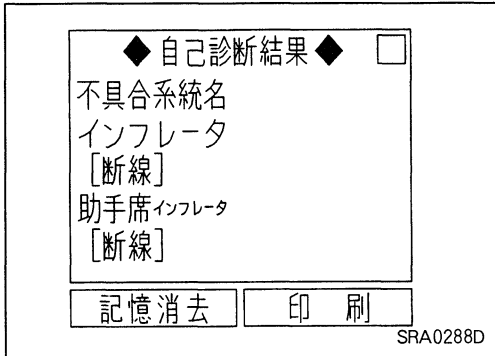 ◆ 自己診断結果 ◆
不具合系統名
インフレータ
［断線］
助手席インフレータ
［断線］
記憶消去
印 刷
SRA0288D